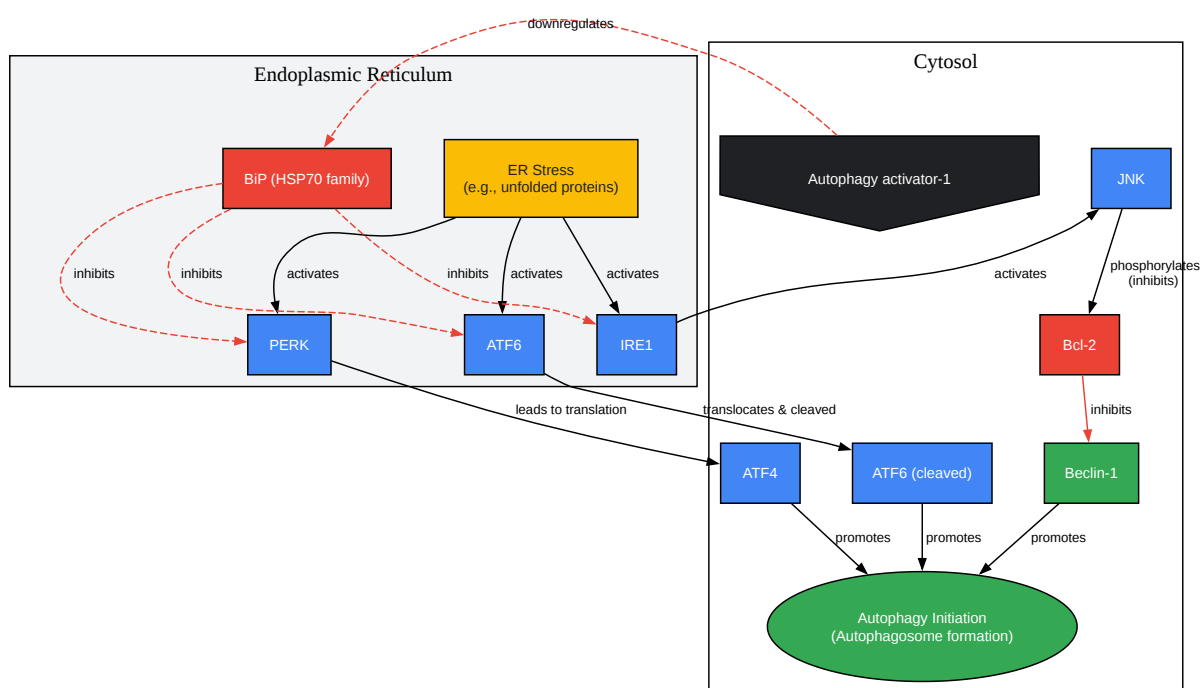 downregulates
Endoplasmic Reticulum
Cytosol
BiP (HSP70 family)
ER Stress
(e.g., unfolded proteins)
Autophagy activator-1
JNK
inhibits
inhibits
activates
inhibits
activates
activates
activates
phosphorylates
(inhibits)
PERK
ATF6
IRE1
Bcl-2
leads to translation
translocates & cleaved
inhibits
ATF4
ATF6 (cleaved)
Beclin-1
promotes
promotes
promotes
Autophagy Initiation
(Autophagosome formation)